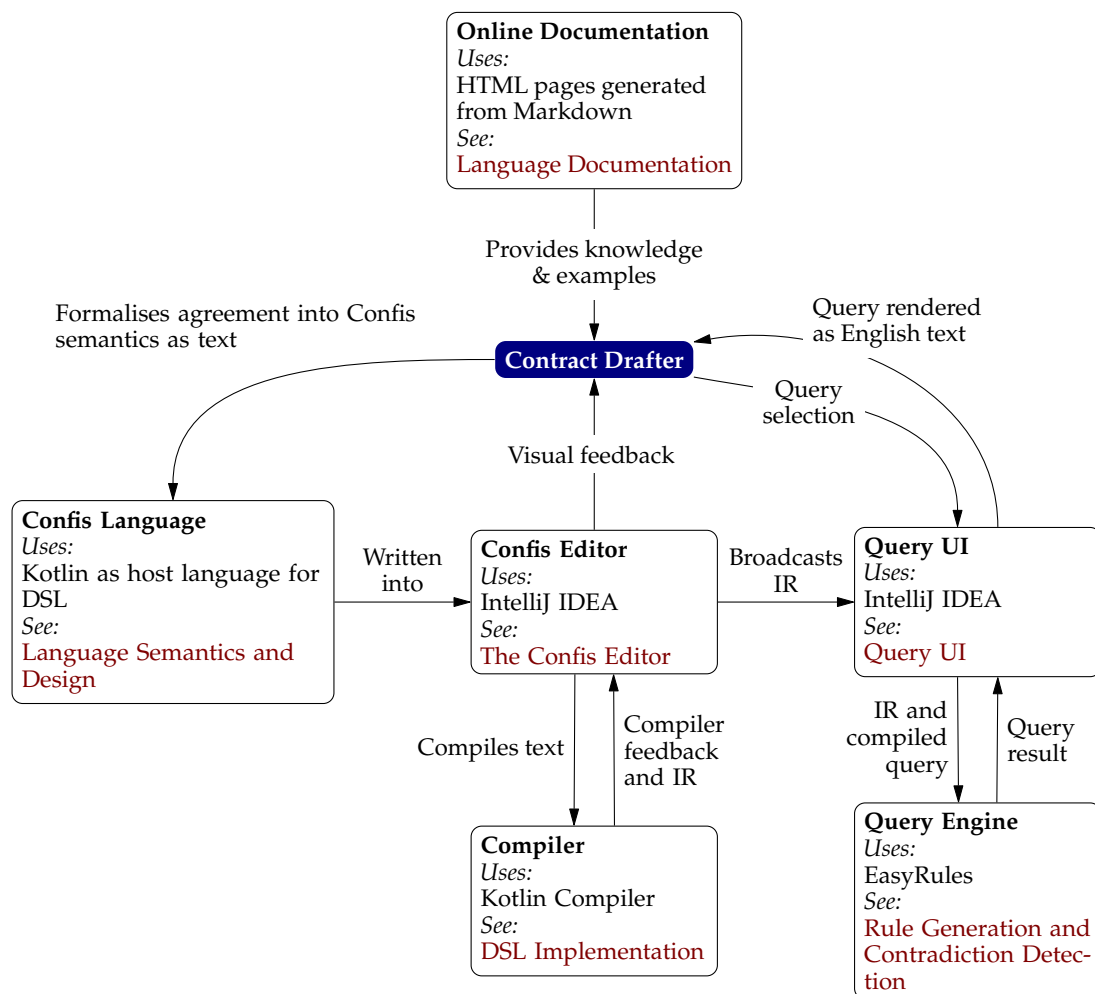 Online Documentation
Uses:
HTML pages generated
from Markdown
See:
Language Documentation
Provides knowledge
& examples
Formalises agreement into Confis
semantics as text
Query rendered
as English text
Contract Drafter
Query
selection
Visual feedback
Confis Language
Uses:
Kotlin as host language for
DSL
See:
Language Semantics and
Design
Written
into
Confis Editor
Uses:
IntelliJ IDEA
See:
The Confis Editor
Broadcasts
IR
Query UI
Uses:
IntelliJ IDEA
See:
Query UI
Compiles text
Compiler
feedback
and IR
IR and
compiled
query
Query
result
Compiler
Uses:
Kotlin Compiler
See:
DSL Implementation
Query Engine
Uses:
EasyRules
See:
Rule Generation and
Contradiction Detec-
tion